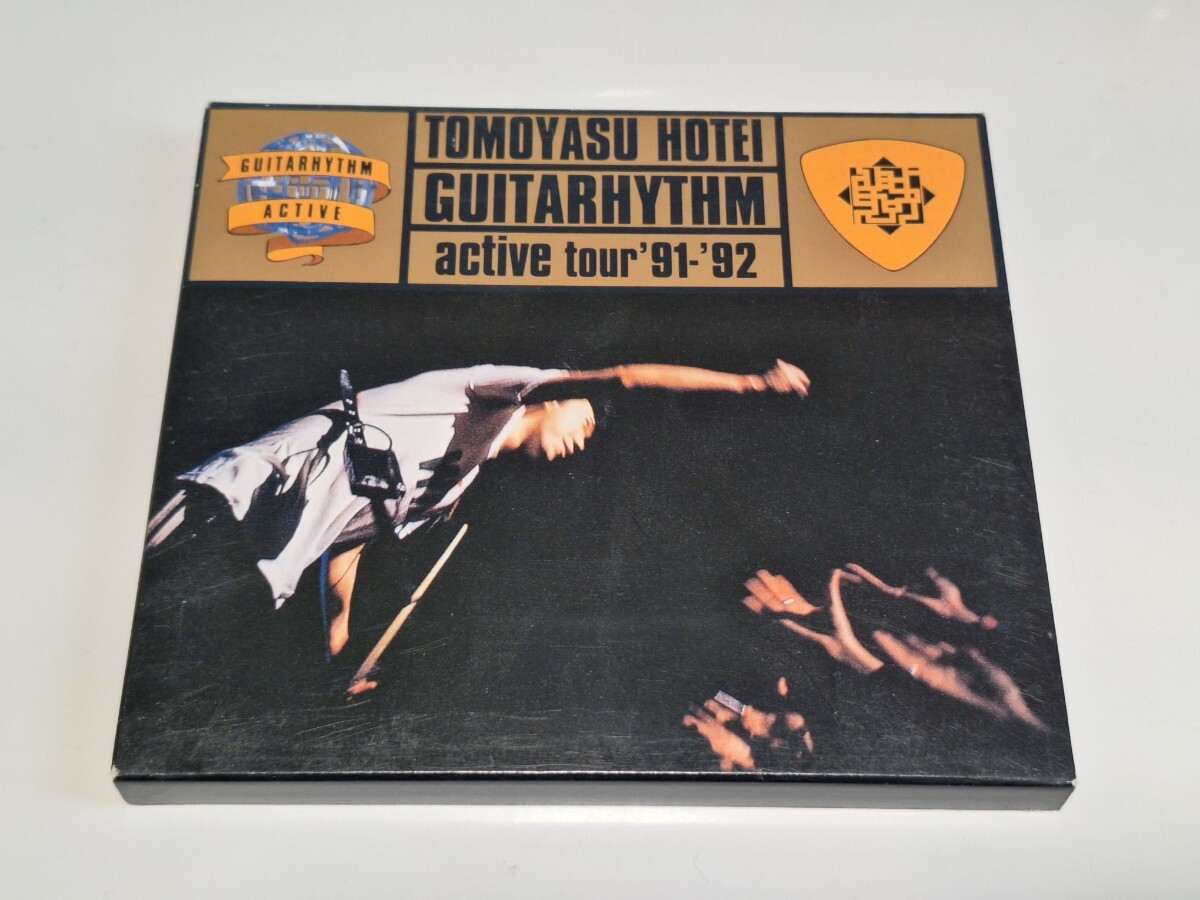 GUITARHYTHM
ACTIVE
TOMOYASU HOTEI
GUITARHYTHM
active tour '91-'92